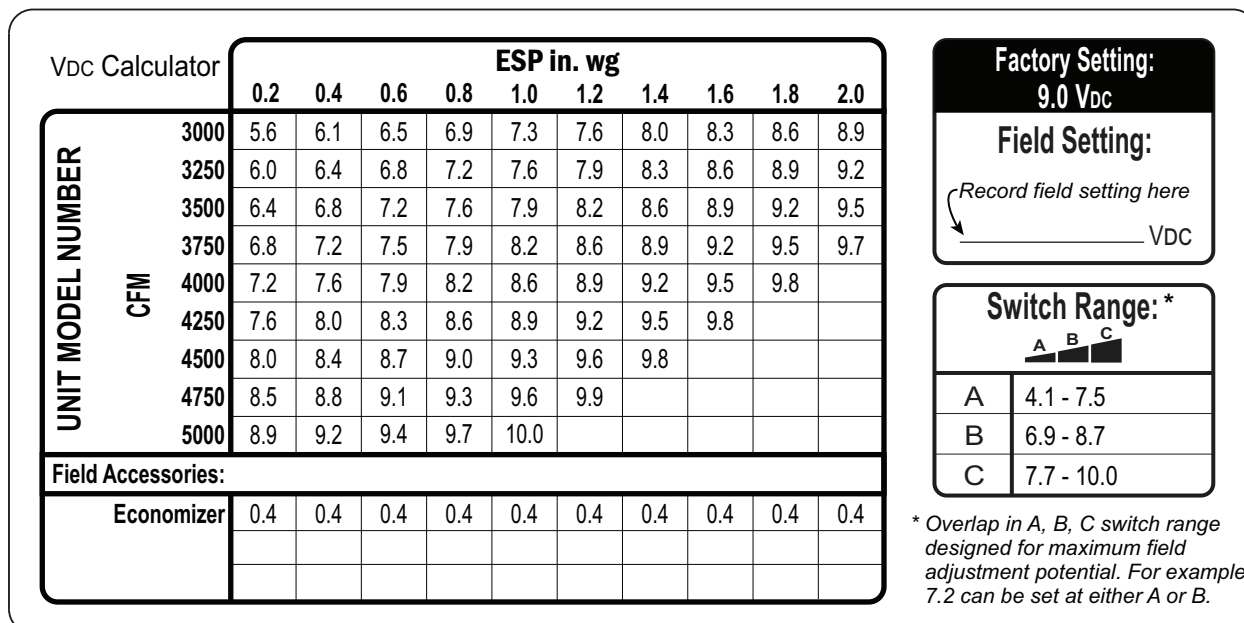 VDC Calculator
ESP in. wg
0.2 0.4 0.6 0.8 1.0 1.2 1.4 1.6 1.8 2.0
UNIT MODEL NUMBER
CFM
3000 5.6 6.1 6.5 6.9 7.3 7.6 8.0 8.3 8.6 8.9
3250 6.0 6.4 6.8 7.2 7.6 7.9 8.3 8.6 8.9 9.2
3500 6.4 6.8 7.2 7.6 7.9 8.2 8.6 8.9 9.2 9.5
3750 6.8 7.2 7.5 7.9 8.2 8.6 8.9 9.2 9.5 9.7
4000 7.2 7.6 7.9 8.2 8.6 8.9 9.2 9.5 9.8
4250 7.6 8.0 8.3 8.6 8.9 9.2 9.5 9.8
4500 8.0 8.4 8.7 9.0 9.3 9.6 9.8
4750 8.5 8.8 9.1 9.3 9.6 9.9
5000 8.9 9.2 9.4 9.7 10.0
Field Accessories:
Economizer 0.4 0.4 0.4 0.4 0.4 0.4 0.4 0.4 0.4 0.4
Factory Setting:
9.0 VDC
Field Setting:
Record field setting here
VDC
Switch Range: *
A B C
A 4.1 - 7.5
B 6.9 - 8.7
C 7.7 - 10.0
* Overlap in A, B, C switch range
designed for maximum field
adjustment potential. For example
7.2 can be set at either A or B.